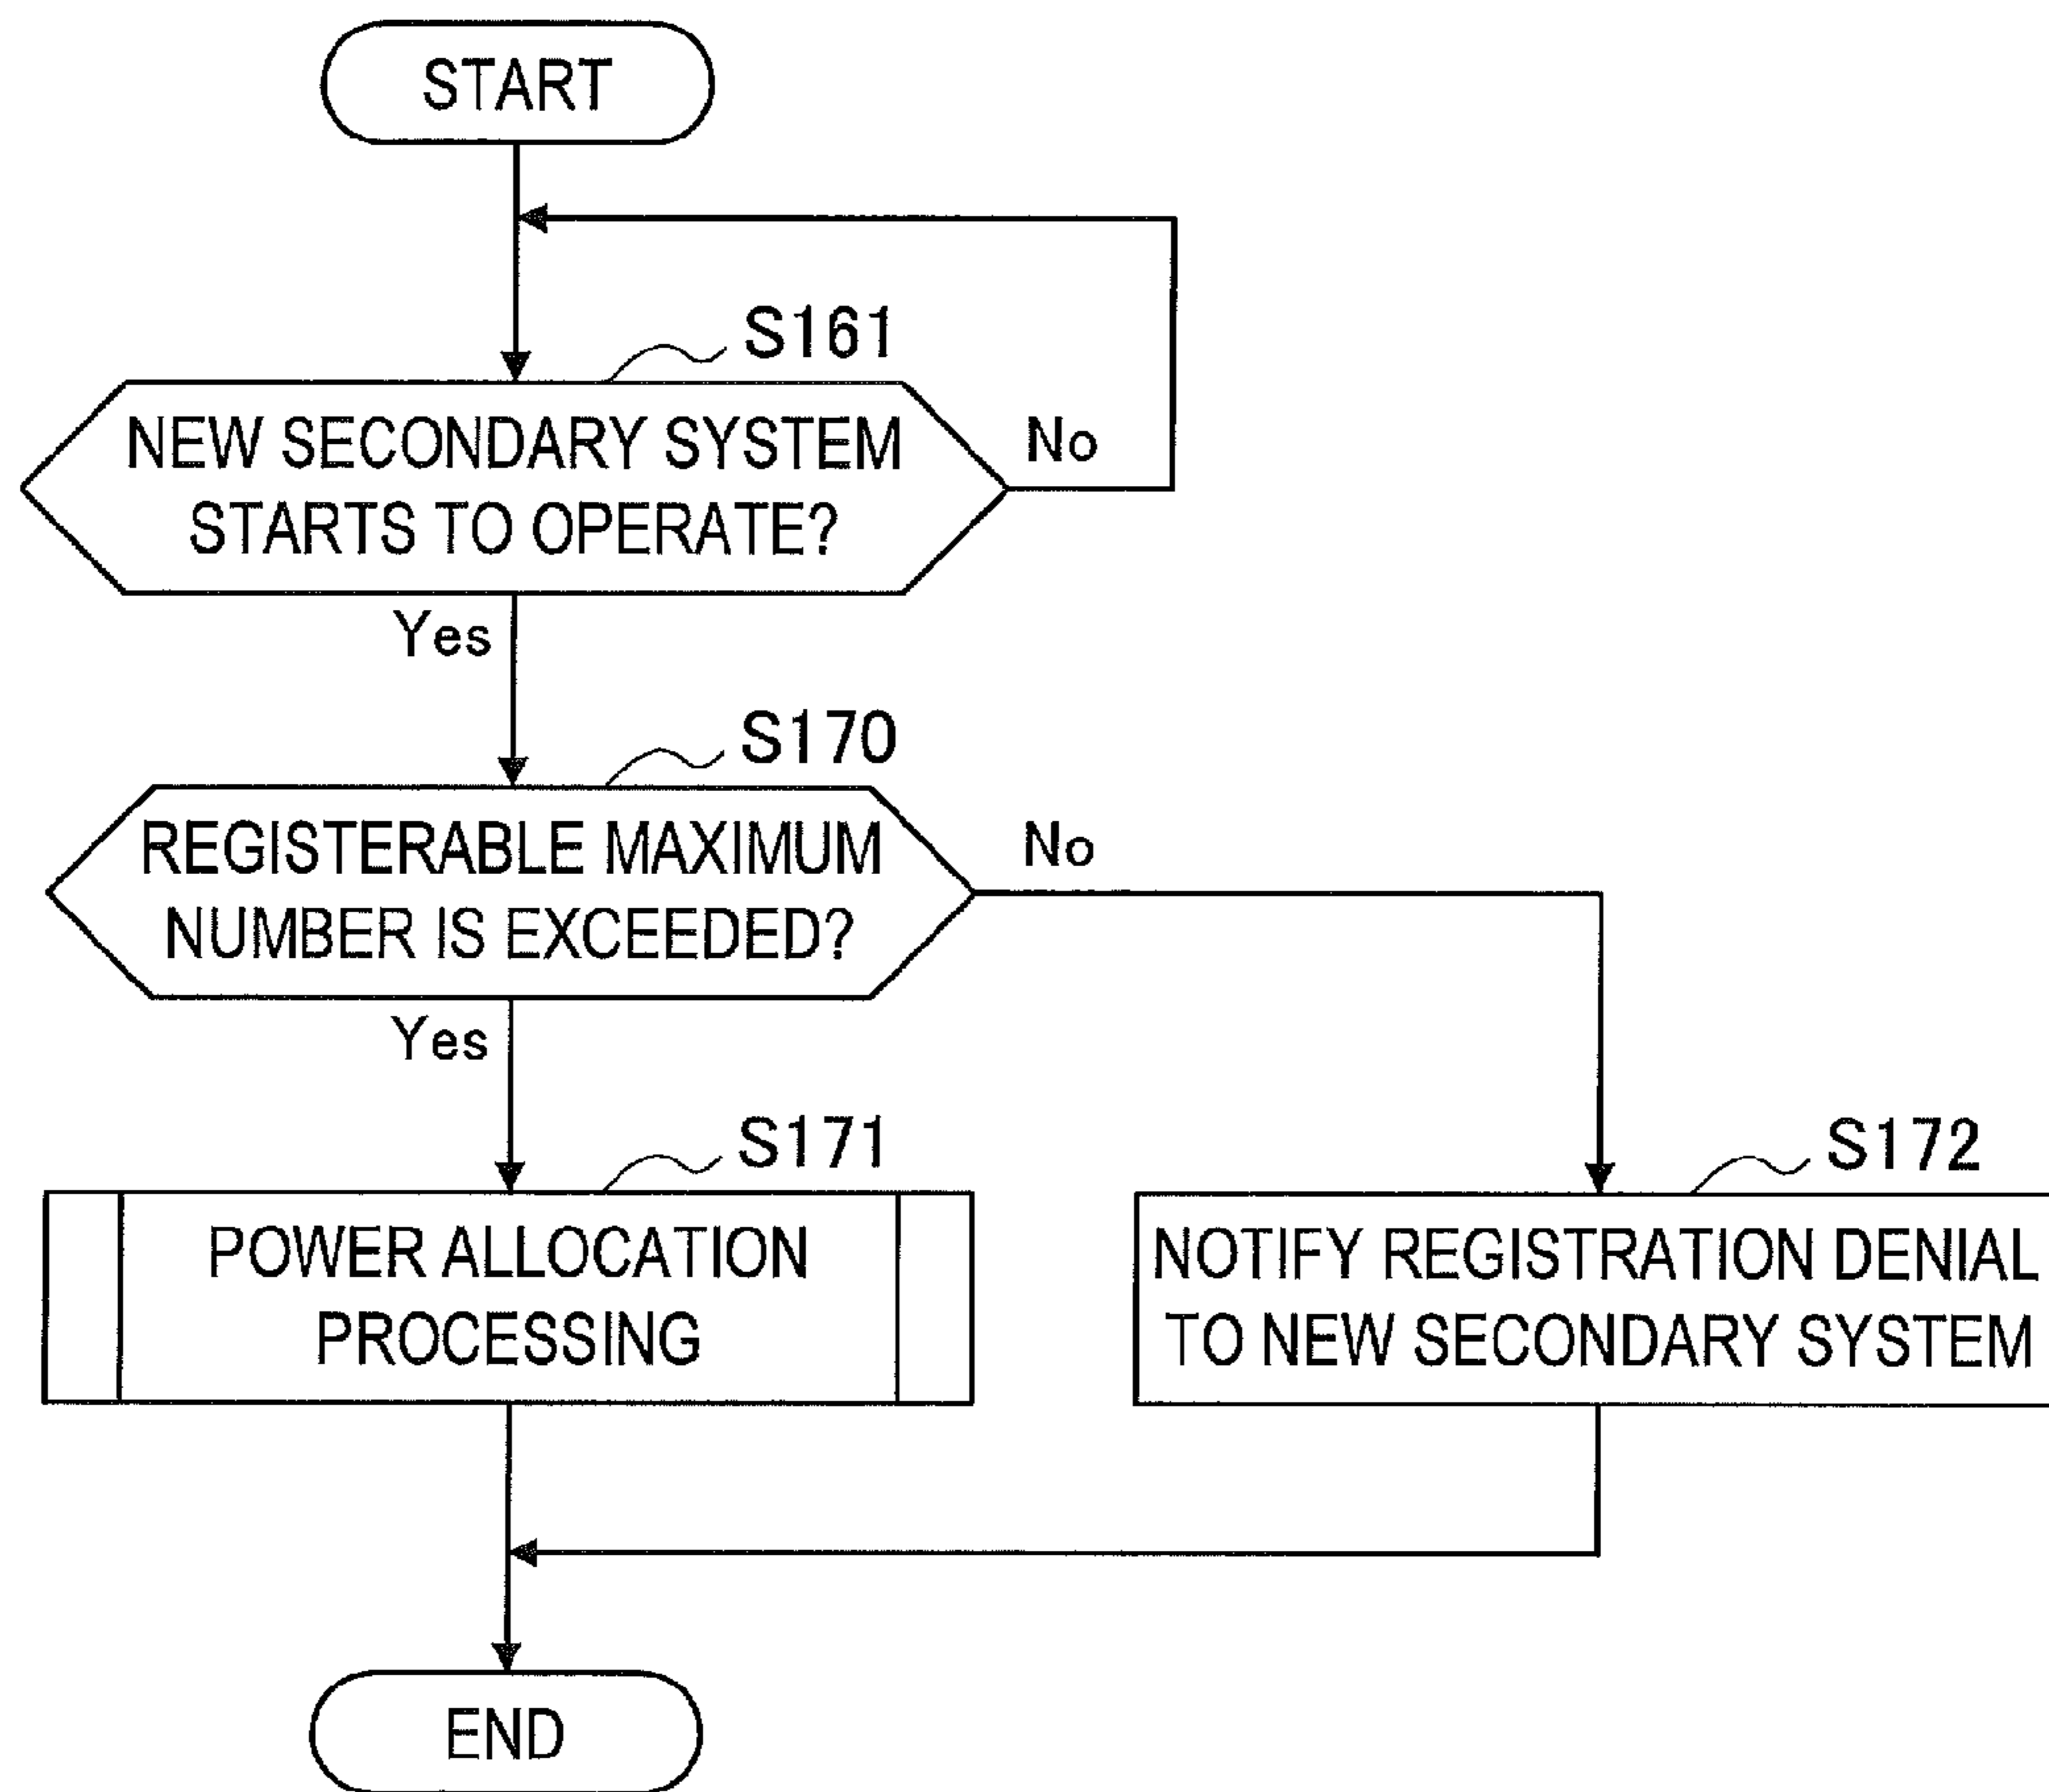 START
S161
NEW SECONDARY SYSTEM
STARTS TO OPERATE?
No
Yes
S170
REGISTERABLE MAXIMUM
NUMBER IS EXCEEDED?
No
Yes
S171
POWER ALLOCATION
PROCESSING
S172
NOTIFY REGISTRATION DENIAL
TO NEW SECONDARY SYSTEM
END